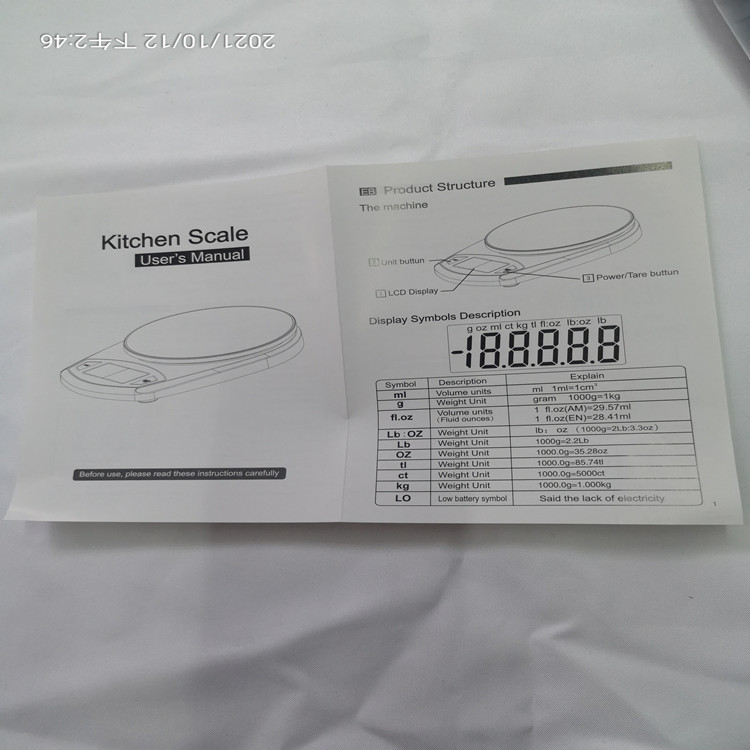 2021/10/12 下午2:46
Kitchen Scale
User's Manual
Before use, please read these instructions carefully
EB Product Structure
The machine
2 Unit buttun
1 LCD Display
3 Power/Tare buttun
Display Symbols Description
g oz ml ct kg tl fl:oz lb:oz lb
-18.8.8.8.8
Symbol Description Explain
ml Volume units ml 1ml=1cm³
g Weight Unit gram 1000g=1kg
fl.oz Volume units (Fluid ounces) 1 fl.oz(AM)=29.57ml
1 fl.oz(EN)=28.41ml
Lb：OZ Weight Unit lb： oz （1000g=2Lb:3.3oz）
Lb Weight Unit 1000g=2.2Lb
OZ Weight Unit 1000.0g=35.28oz
tl Weight Unit 1000.0g=85.74tl
ct Weight Unit 1000.0g=5000ct
kg Weight Unit 1000.0g=1.000kg
LO Low battery symbol Said the lack of electricity
1